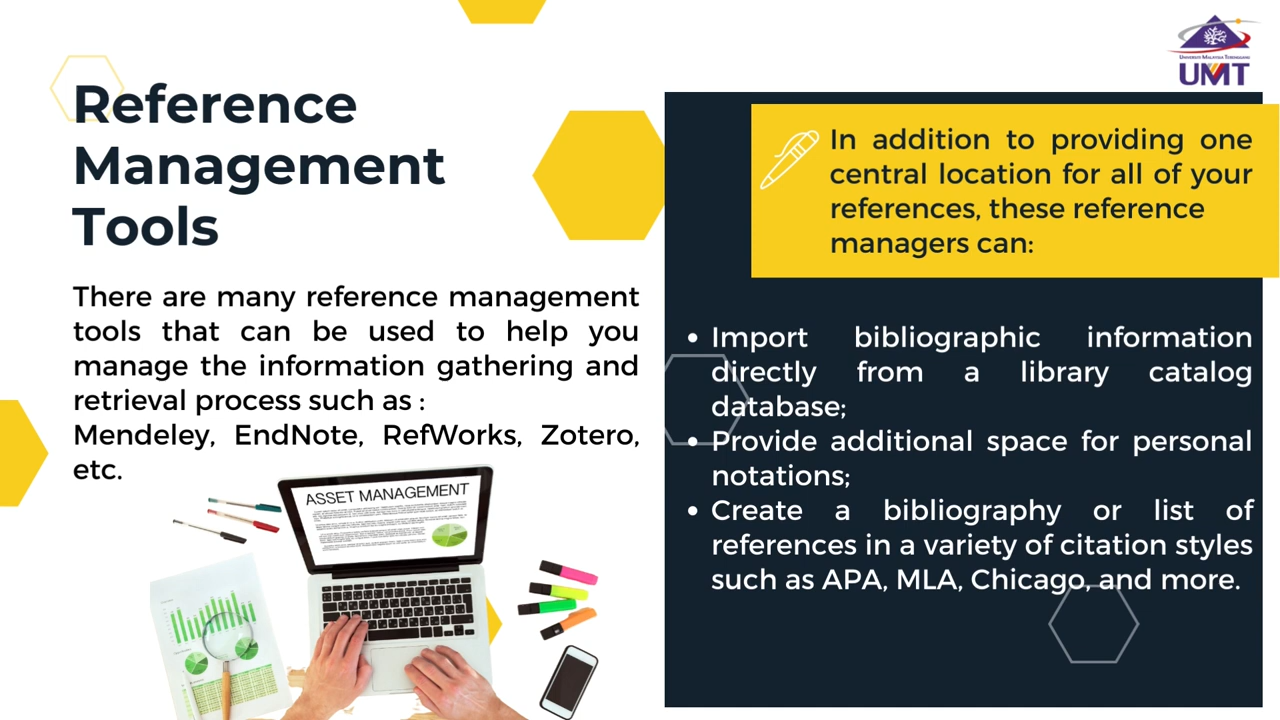 Reference
Management
Tools
There are many reference management
tools that can be used to help you
manage the information gathering and
retrieval process such as :
Mendeley, EndNote, RefWorks, Zotero,
etc.
ASSET MANAGEMENT
UNIVERSITI MALAYSIA TERENGGANU
UMT
In addition to providing one
central location for all of your
references, these reference
managers can:
• Import bibliographic information
directly from a library catalog
database;
• Provide additional space for personal
notations;
• Create a bibliography or list of
references in a variety of citation styles
such as APA, MLA, Chicago, and more.